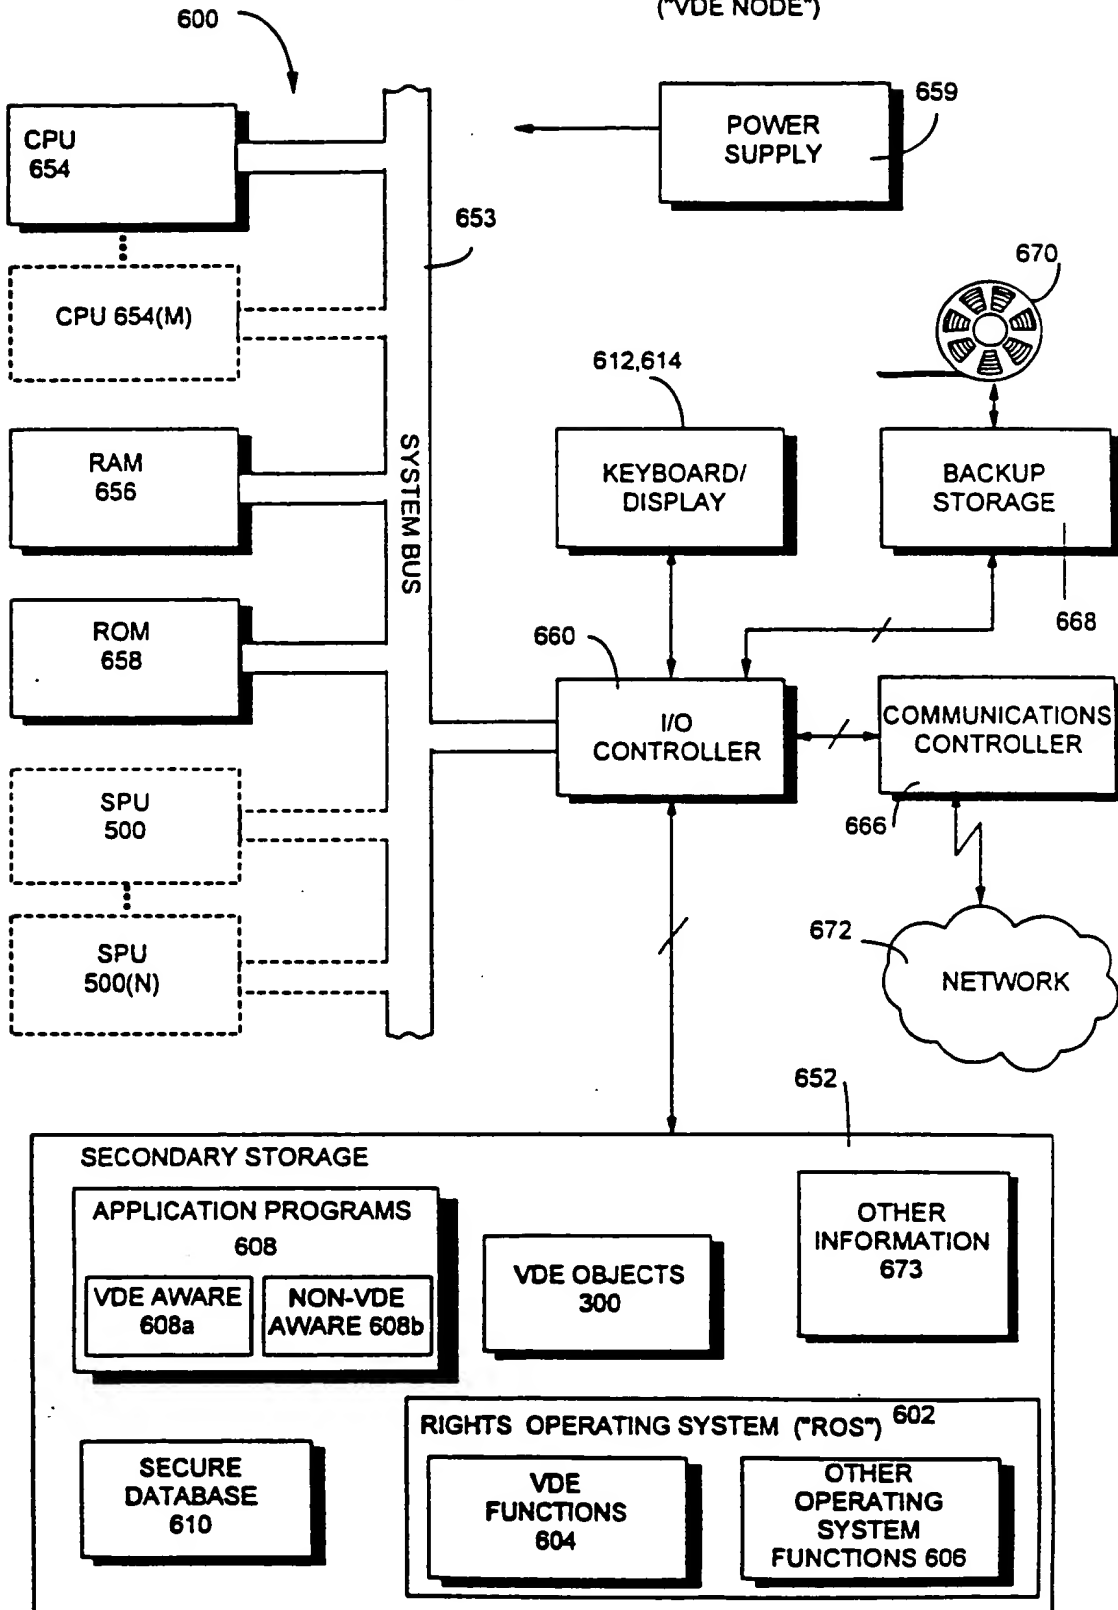 ("VDE NODE")
600
CPU
654
CPU 654(M)
RAM
656
ROM
658
SPU
500
SPU
500(N)
653
SYSTEM BUS
POWER
SUPPLY
659
670
612,614
KEYBOARD/
DISPLAY
BACKUP
STORAGE
668
660
I/O
CONTROLLER
COMMUNICATIONS
CONTROLLER
666
672
NETWORK
652
SECONDARY STORAGE
APPLICATION PROGRAMS
608
VDE AWARE
608a
NON-VDE
AWARE 608b
VDE OBJECTS
300
OTHER
INFORMATION
673
SECURE
DATABASE
610
RIGHTS OPERATING SYSTEM ("ROS") 602
VDE
FUNCTIONS
604
OTHER
OPERATING
SYSTEM
FUNCTIONS 606